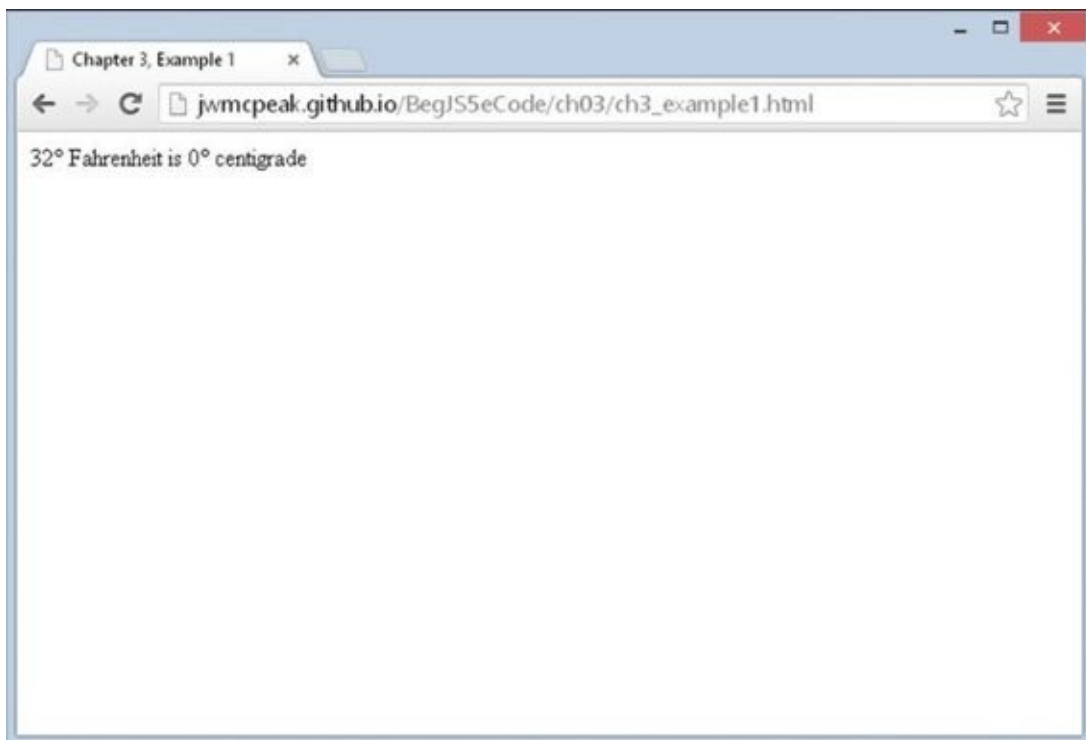 Chapter 3, Example 1
jwmcpeak.github.io/BegJS5eCode/ch03/ch3_example1.html
32° Fahrenheit is 0° centigrade